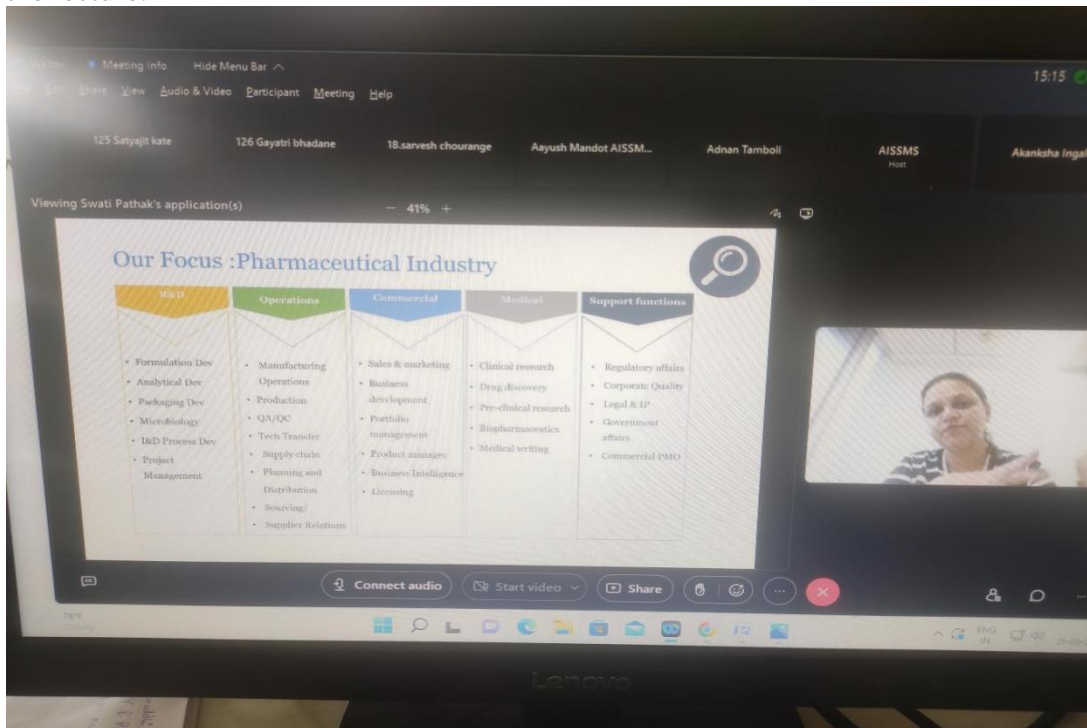 Webex Meeting Info Hide Menu Bar
Edit Share View Audio & Video Participant Meeting Help
15:15
125 Satyajit kate
126 Gayatri bhadane
18.sarvesh chourange
Aayush Mandot AISSM...
Adnan Tamboli
AISSMS
Host
Akanksha Ingal
Viewing Swati Pathak's application(s)
− 41% +
Our Focus :Pharmaceutical Industry
R&D
• Formulation Dev
• Analytical Dev
• Packaging Dev
• Microbiology
• I&D Process Dev
• Project
Management
Operations
• Manufacturing
Operations
• Production
• QA/QC
• Tech Transfer
• Supply chain
• Planning and
Distribution
• Sourcing/
• Supplier Relations
Commercial
• Sales & marketing
• Business
development
• Portfolio
management
• Product manager
• Business Intelligence
• Licensing
Medical
• Clinical research
• Drug discovery
• Pre-clinical research
• Biopharmaceutics
• Medical writing
Support functions
• Regulatory affairs
• Corporate Quality
• Legal & IP
• Government
affairs
• Commercial PMO
Connect audio
Start video
Share
ENG
IN
Lenovo